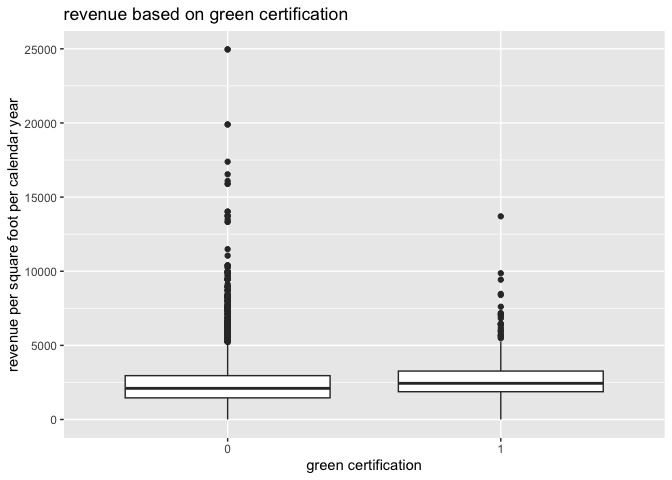 revenue based on green certification
revenue per square foot per calendar year
25000
20000
15000
10000
5000
0
0
1
green certification